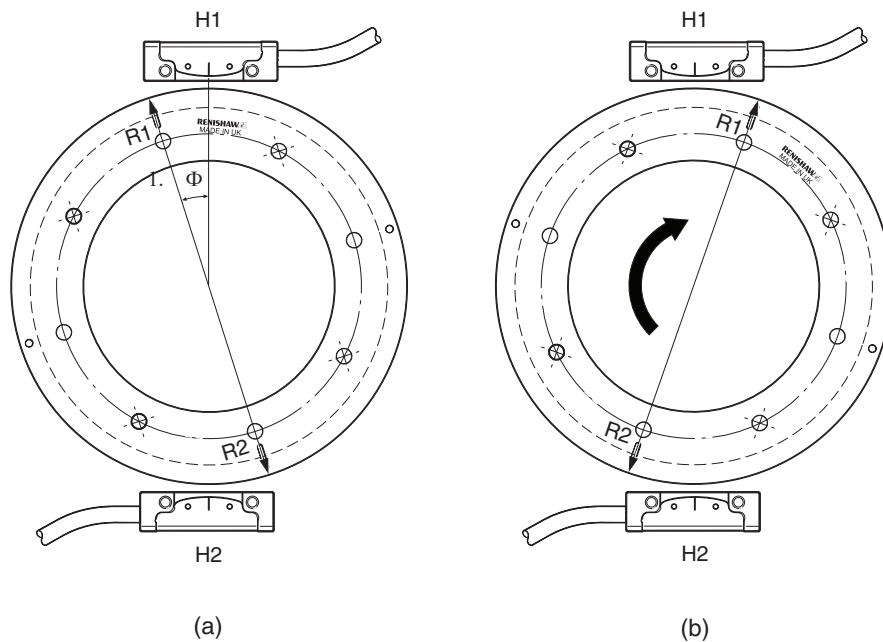 H1
H1
RENISHAW
MADE IN UK
R1
1. Φ
R2
H2
RENISHAW
MADE IN UK
R1
R2
H2
(a)
(b)